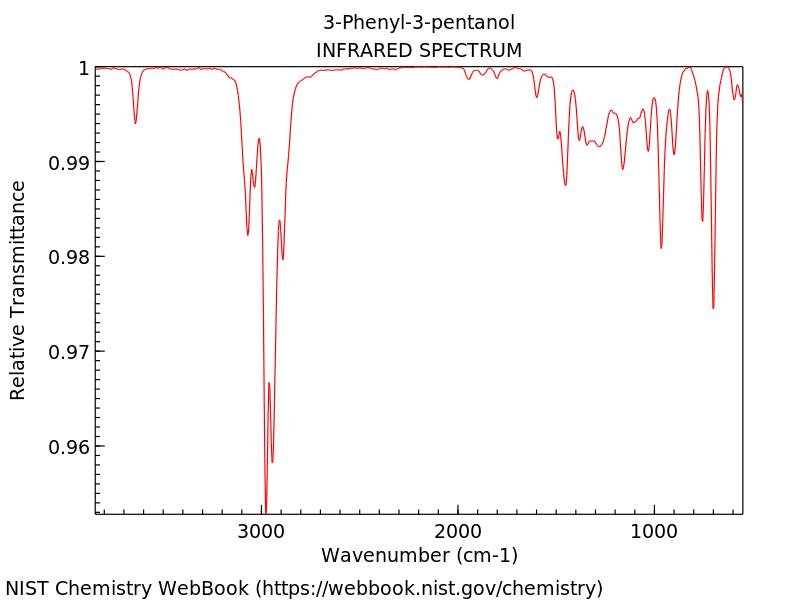 3-Phenyl-3-pentanol
INFRARED SPECTRUM
1
0.99
0.98
0.97
0.96
Relative Transmittance
3000 2000 1000
Wavenumber (cm-1)
NIST Chemistry WebBook (https://webbook.nist.gov/chemistry)